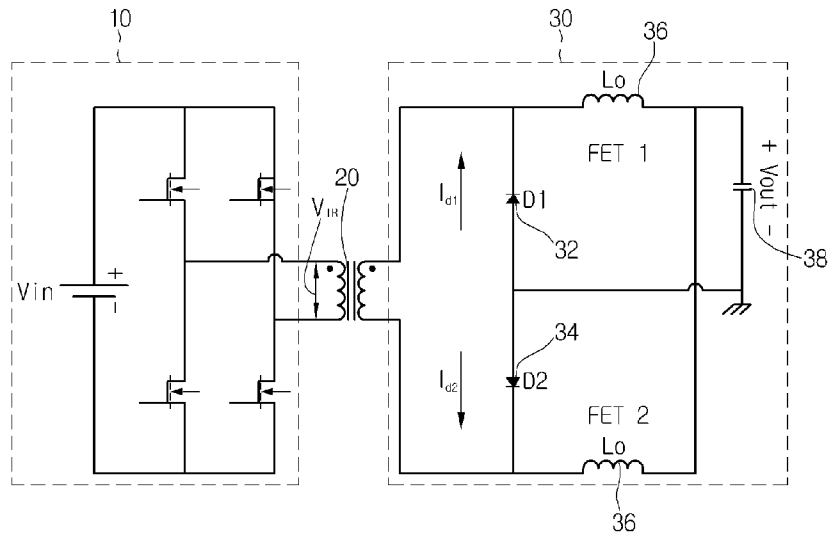 10
30
36
Lo
FET 1
+ Vout -
20
V_TR
I_d1
D1
32
38
Vin
+
-
34
I_d2
D2
FET 2
Lo
36